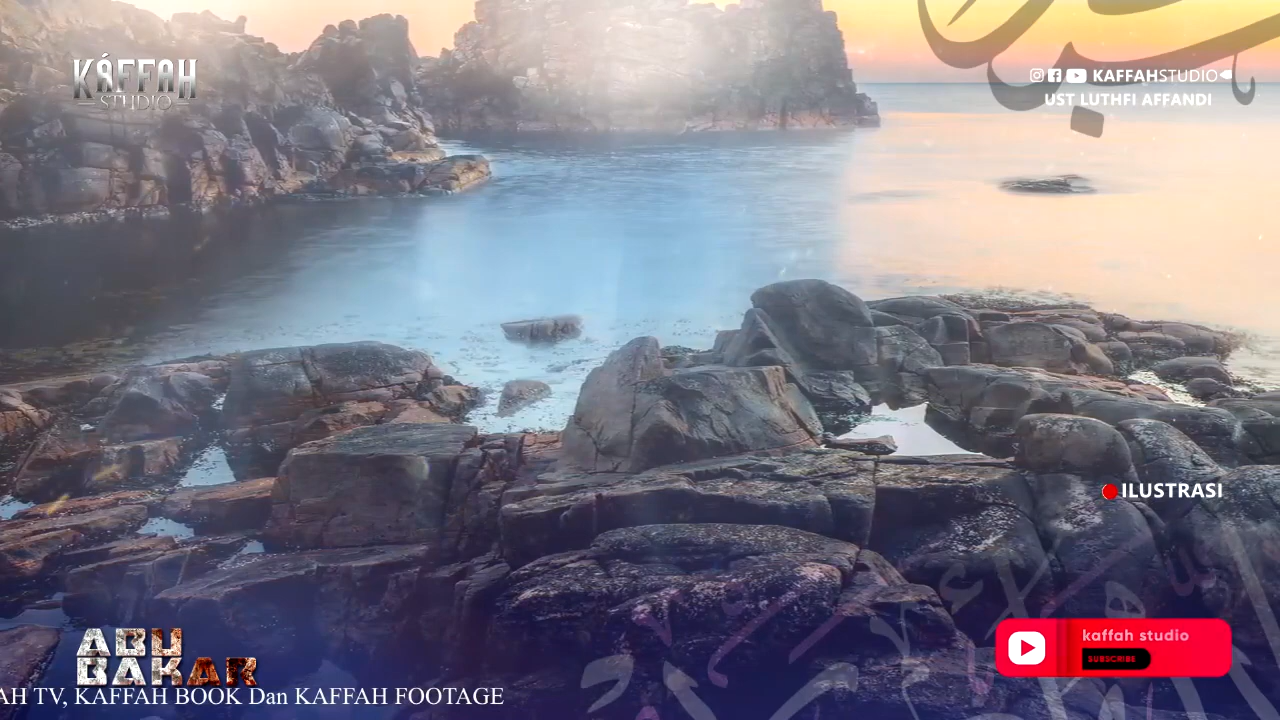 KAFFAH
STUDIO
KAFFAHSTUDIO
UST LUTHFI AFFANDI
ILUSTRASI
kaffah studio
SUBSCRIBE
ABU
BAKAR
AH TV, KAFFAH BOOK Dan KAFFAH FOOTAGE